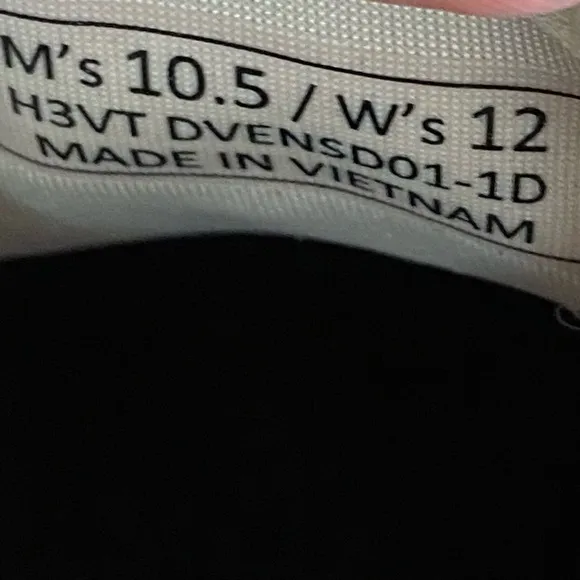 M's 10.5 / W's 12
H3VT DVENSD01-1D
MADE IN VIETNAM